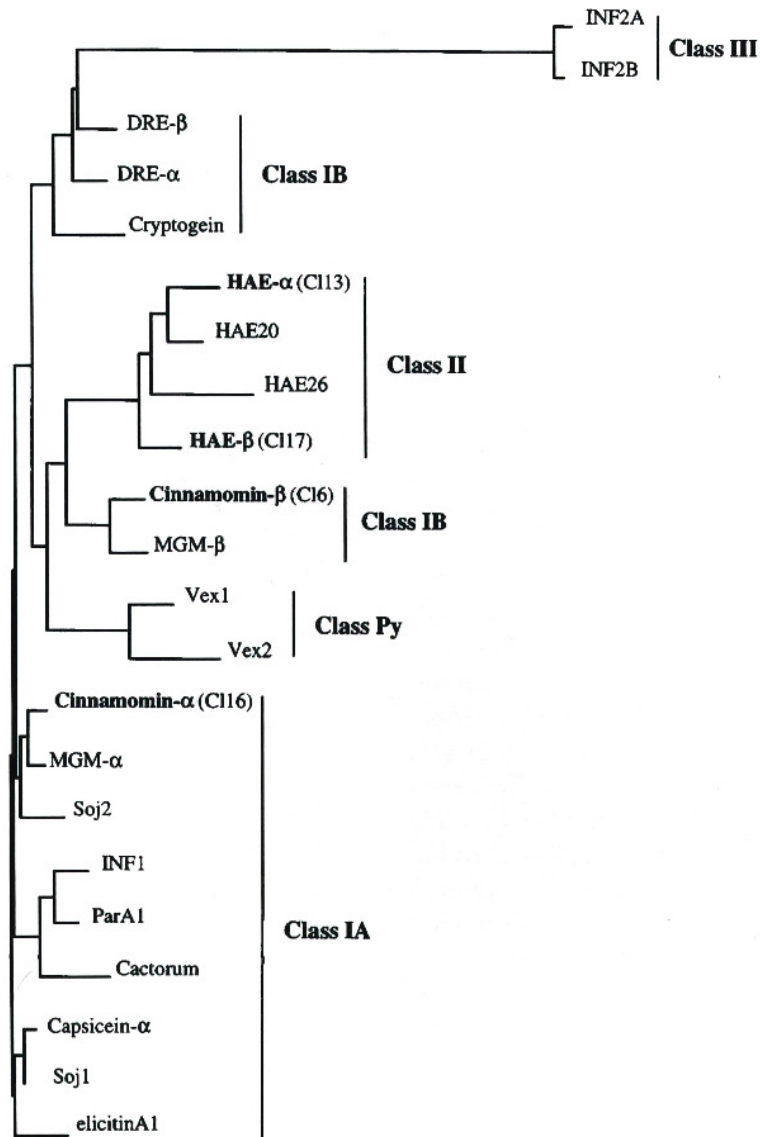 INF2A
Class III
INF2B
DRE-β
DRE-α
Class IB
Cryptogein
HAE-α (Cl13)
HAE20
Class II
HAE26
HAE-β (Cl17)
Cinnamomin-β (Cl6)
Class IB
MGM-β
Vex1
Class Py
Vex2
Cinnamomin-α (Cl16)
MGM-α
Soj2
INF1
ParA1
Class IA
Cactorum
Capsicein-α
Soj1
elicitinA1